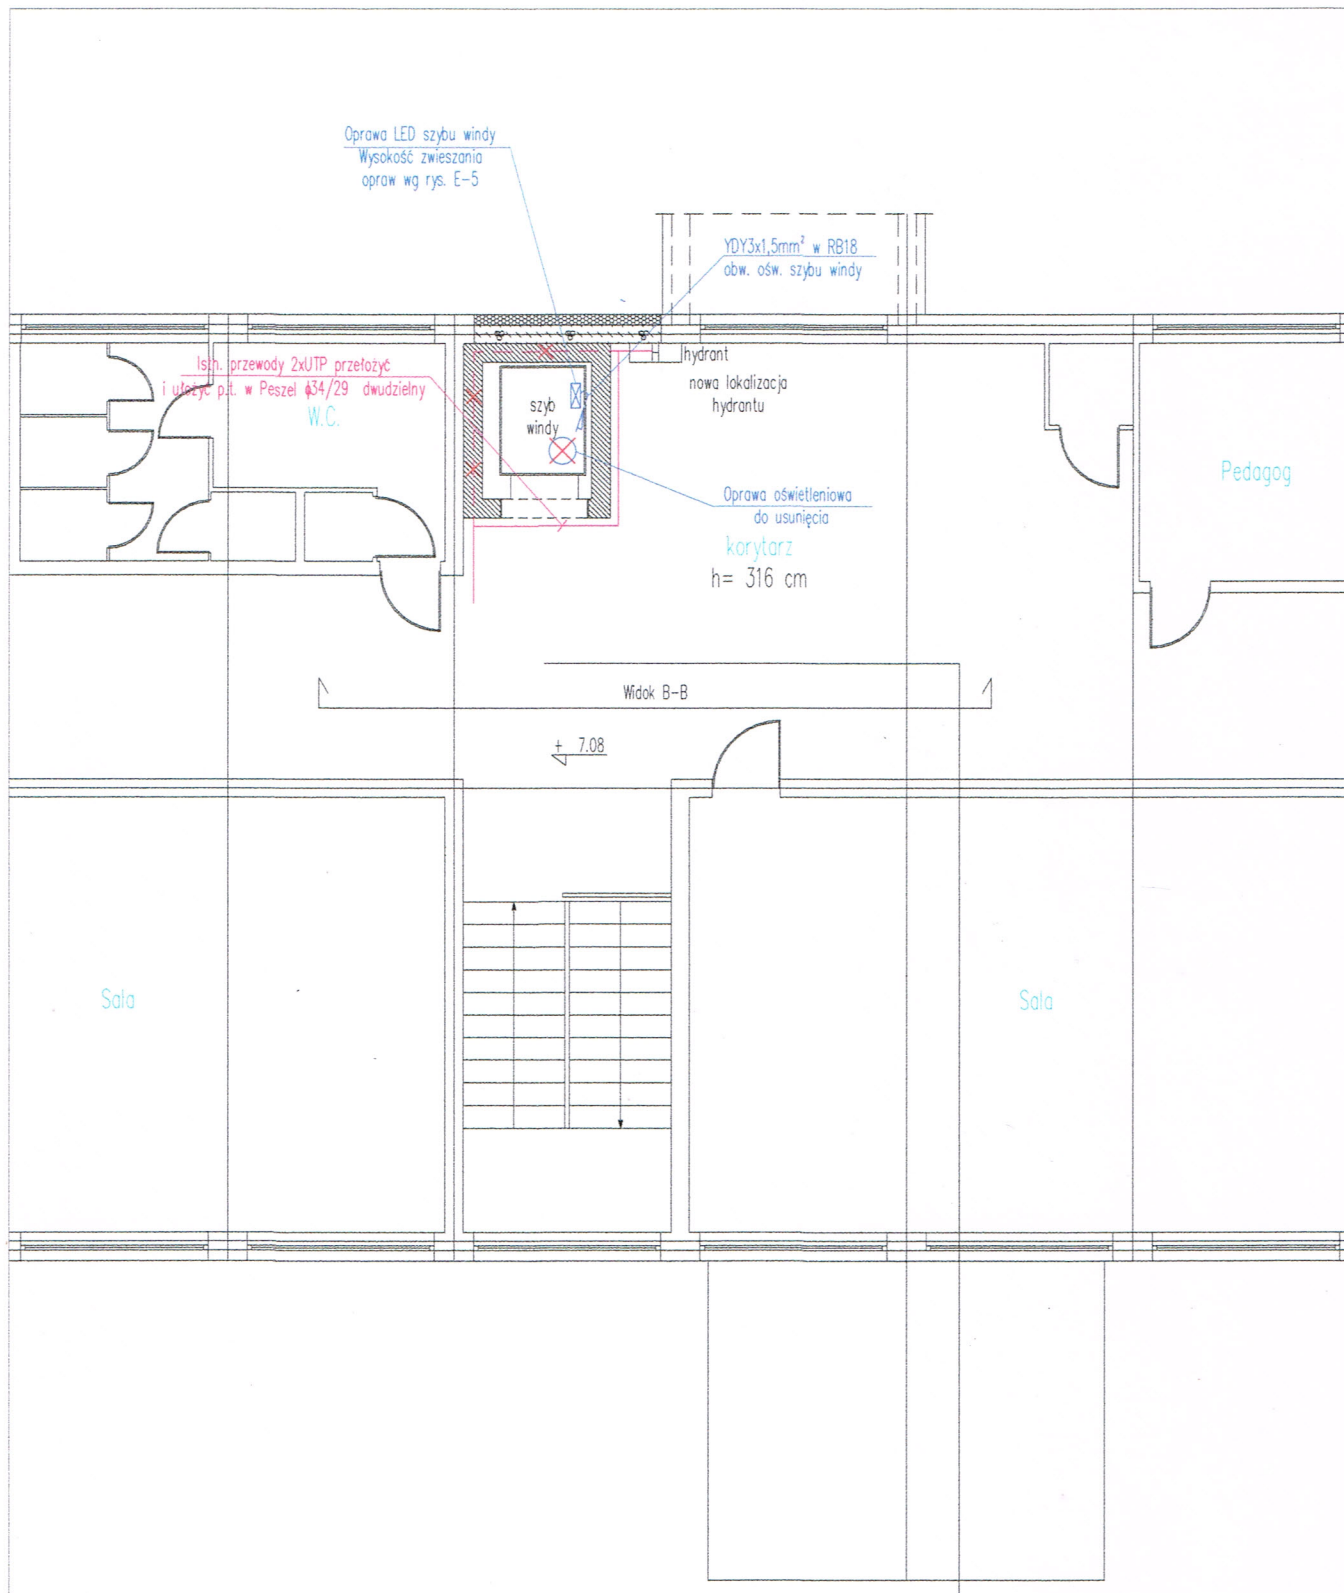 Oprawa LED szybu windy
Wysokość zwieszania
opraw wg rys. E-5
YDY3x1,5mm² w RB18
obw. ośw. szybu windy
Istn. przewody 2xUTP przełożyć
i ułożyć p.t. w Peszel ϕ34/29 dwudzielny
W.C.
szyb
windy
hydrant
nowa lokalizacja
hydrantu
Pedagog
Oprawa oświetleniowa
do usunięcia
korytarz
h= 316 cm
Widok B-B
+ 7.08
Sala
Sala